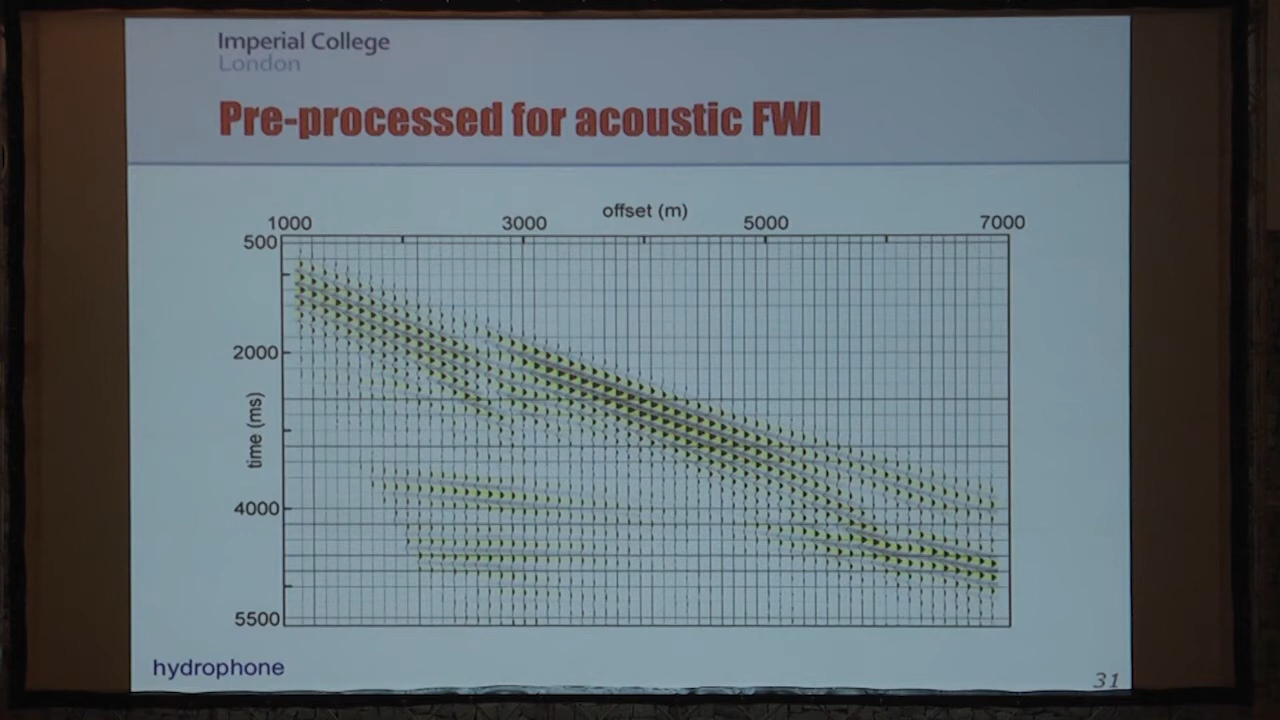 Imperial College
London
Pre-processed for acoustic FWI
offset (m)
1000 3000 5000 7000
500
2000
time (ms)
4000
5500
hydrophone
31